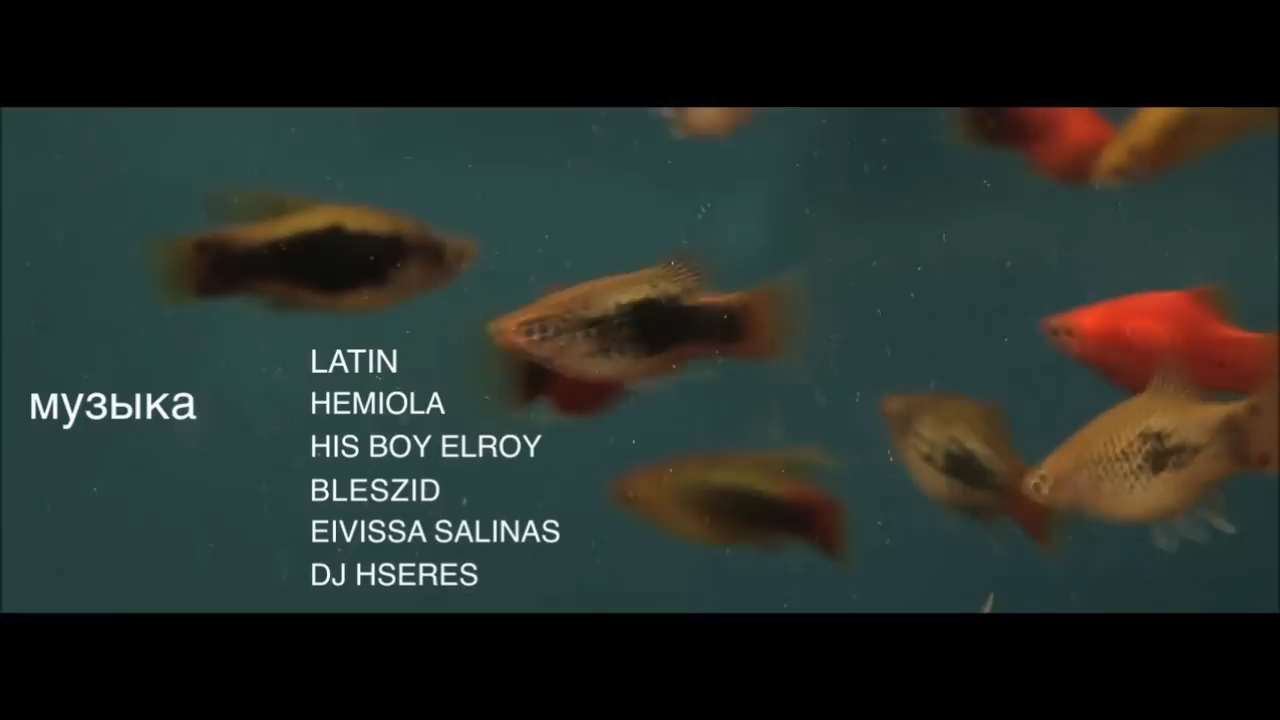 музыка
LATIN
HEMIOLA
HIS BOY ELROY
BLESZID
EIVISSA SALINAS
DJ HSERES